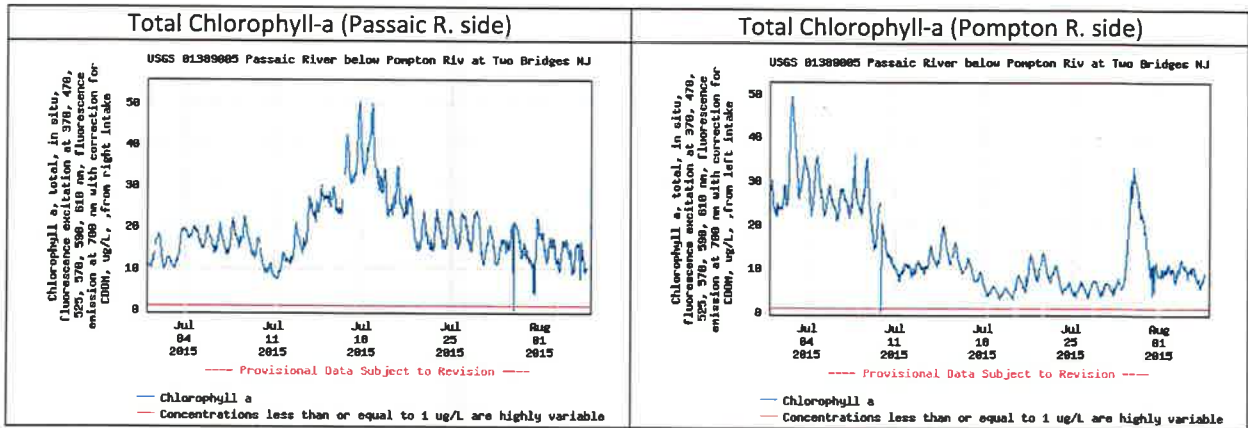 Total Chlorophyll-a (Passaic R. side)
USGS 01389005 Passaic River below Pompton Riv at Two Bridges NJ
Chlorophyll a, total, in situ,
fluorescence excitation at 370, 470,
525, 570, 590, 610 nm, fluorescence
emission at 700 nm with correction for
CDOM, ug/L, ,from right intake
50
40
30
20
10
0
Jul 04 2015
Jul 11 2015
Jul 18 2015
Jul 25 2015
Aug 01 2015
---- Provisional Data Subject to Revision ----
Chlorophyll a
Concentrations less than or equal to 1 ug/L are highly variable
Total Chlorophyll-a (Pompton R. side)
USGS 01389005 Passaic River below Pompton Riv at Two Bridges NJ
Chlorophyll a, total, in situ,
fluorescence excitation at 370, 470,
525, 570, 590, 610 nm, fluorescence
emission at 700 nm with correction for
CDOM, ug/L, ,from left intake
50
40
30
20
10
0
Jul 04 2015
Jul 11 2015
Jul 18 2015
Jul 25 2015
Aug 01 2015
---- Provisional Data Subject to Revision ----
Chlorophyll a
Concentrations less than or equal to 1 ug/L are highly variable